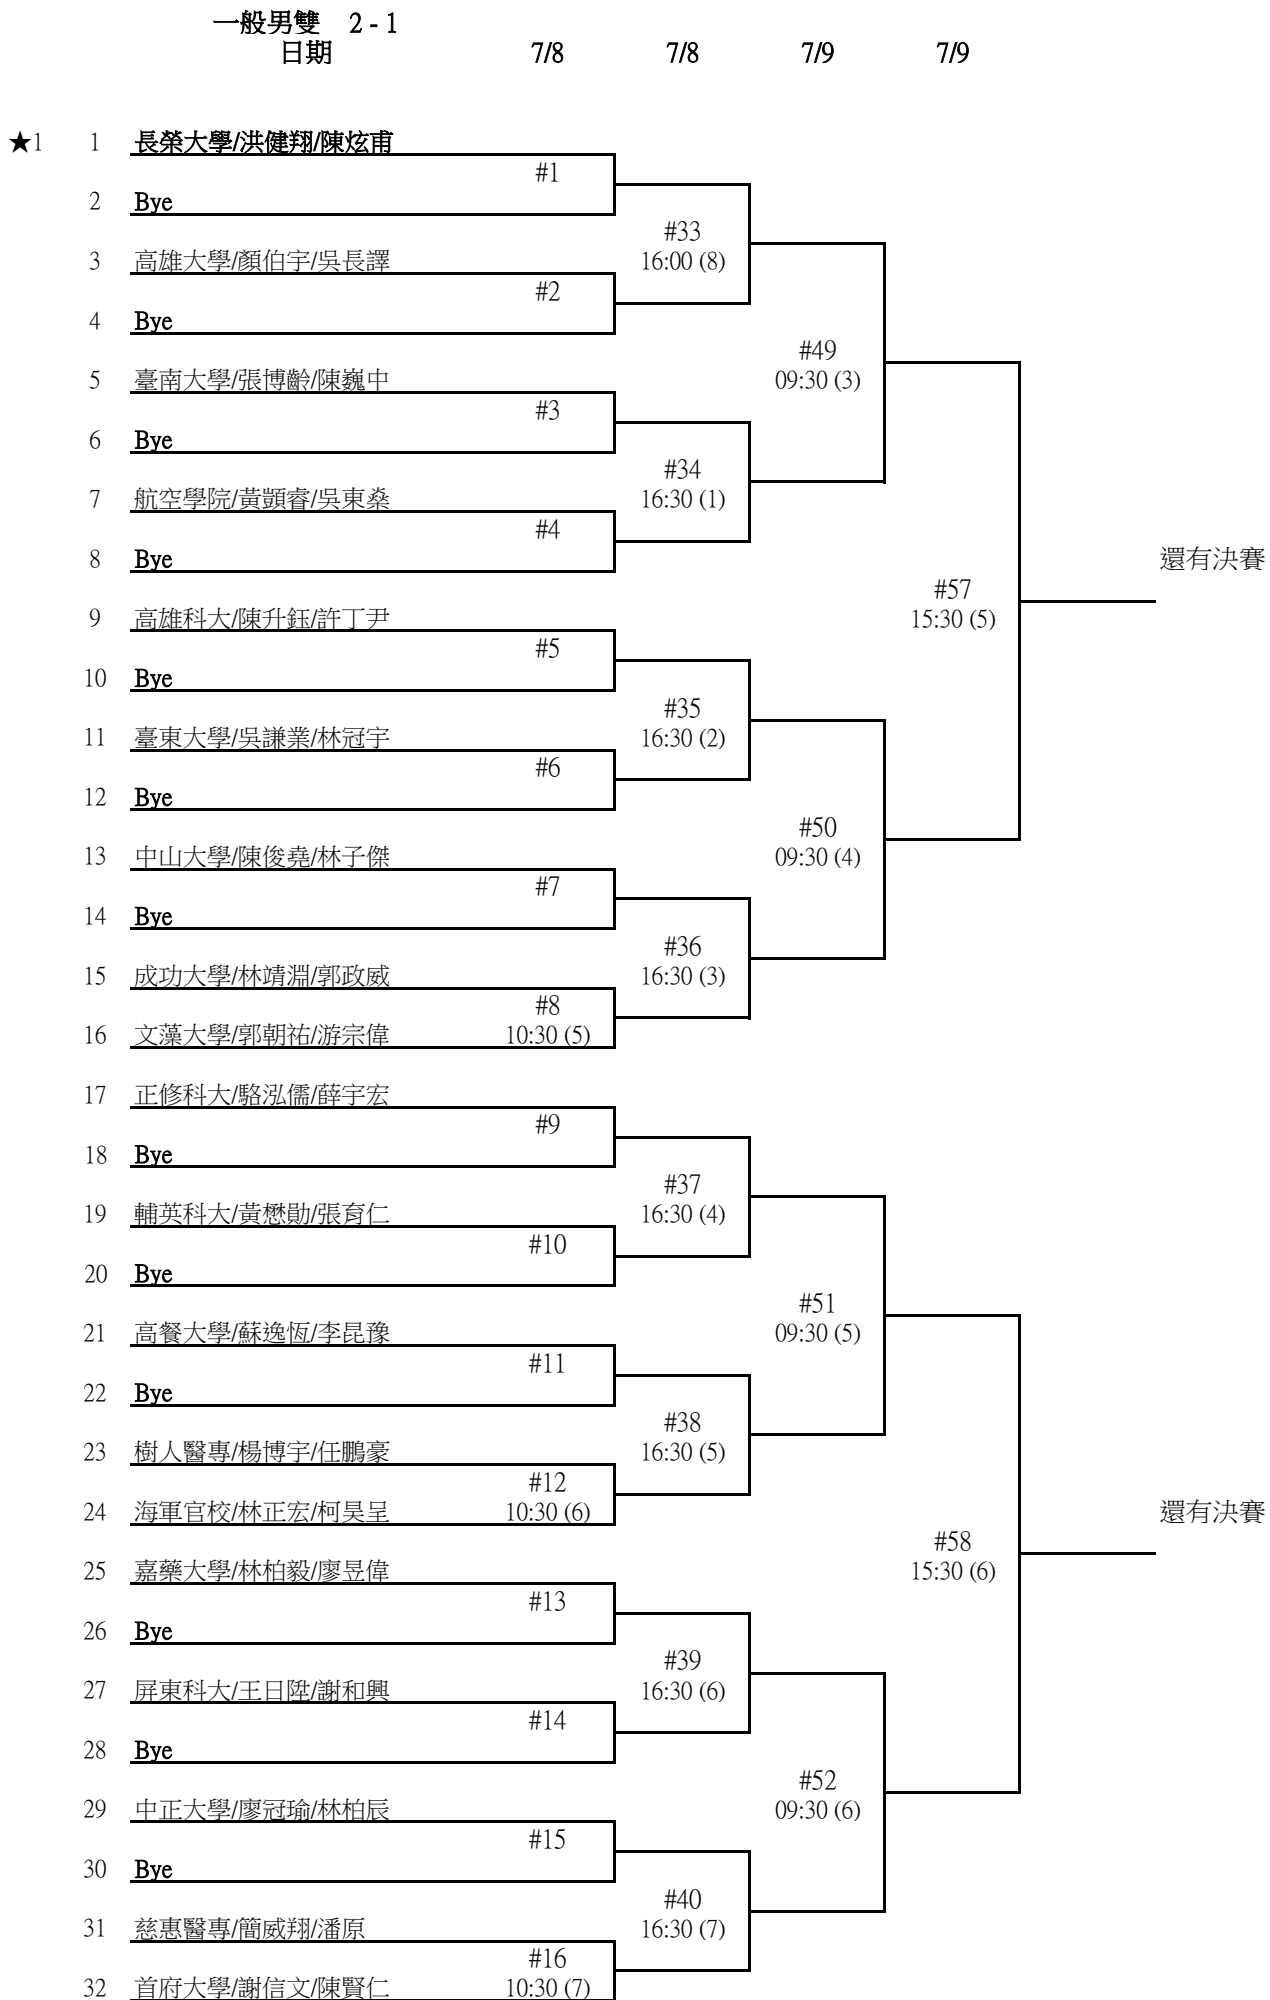 一般男雙 2 - 1
日期 7/8 7/8 7/9 7/9
★1 1 長榮大學/洪健翔/陳炫甫
#1
2 Bye
#33
3 高雄大學/顏伯宇/吳長譯 16:00 (8)
#2
4 Bye
#49
5 臺南大學/張博齡/陳巍中 09:30 (3)
#3
6 Bye
#34
7 航空學院/黃顗睿/吳東燊 16:30 (1)
#4
8 Bye 還有決賽
#57
9 高雄科大/陳升鈺/許丁尹 15:30 (5)
#5
10 Bye
#35
11 臺東大學/吳謙業/林冠宇 16:30 (2)
#6
12 Bye
#50
13 中山大學/陳俊堯/林子傑 09:30 (4)
#7
14 Bye
#36
15 成功大學/林靖淵/郭政威 16:30 (3)
#8
16 文藻大學/郭朝祐/游宗偉 10:30 (5)
17 正修科大/駱泓儒/薛宇宏
#9
18 Bye
#37
19 輔英科大/黃懋勛/張育仁 16:30 (4)
#10
20 Bye
#51
21 高餐大學/蘇逸恆/李昆豫 09:30 (5)
#11
22 Bye
#38
23 樹人醫專/楊博宇/任鵬豪 16:30 (5)
#12
24 海軍官校/林正宏/柯昊呈 10:30 (6) 還有決賽
#58
25 嘉藥大學/林柏毅/廖昱偉 15:30 (6)
#13
26 Bye
#39
27 屏東科大/王日陞/謝和興 16:30 (6)
#14
28 Bye
#52
29 中正大學/廖冠瑜/林柏辰 09:30 (6)
#15
30 Bye
#40
31 慈惠醫專/簡威翔/潘原 16:30 (7)
#16
32 首府大學/謝信文/陳賢仁 10:30 (7)